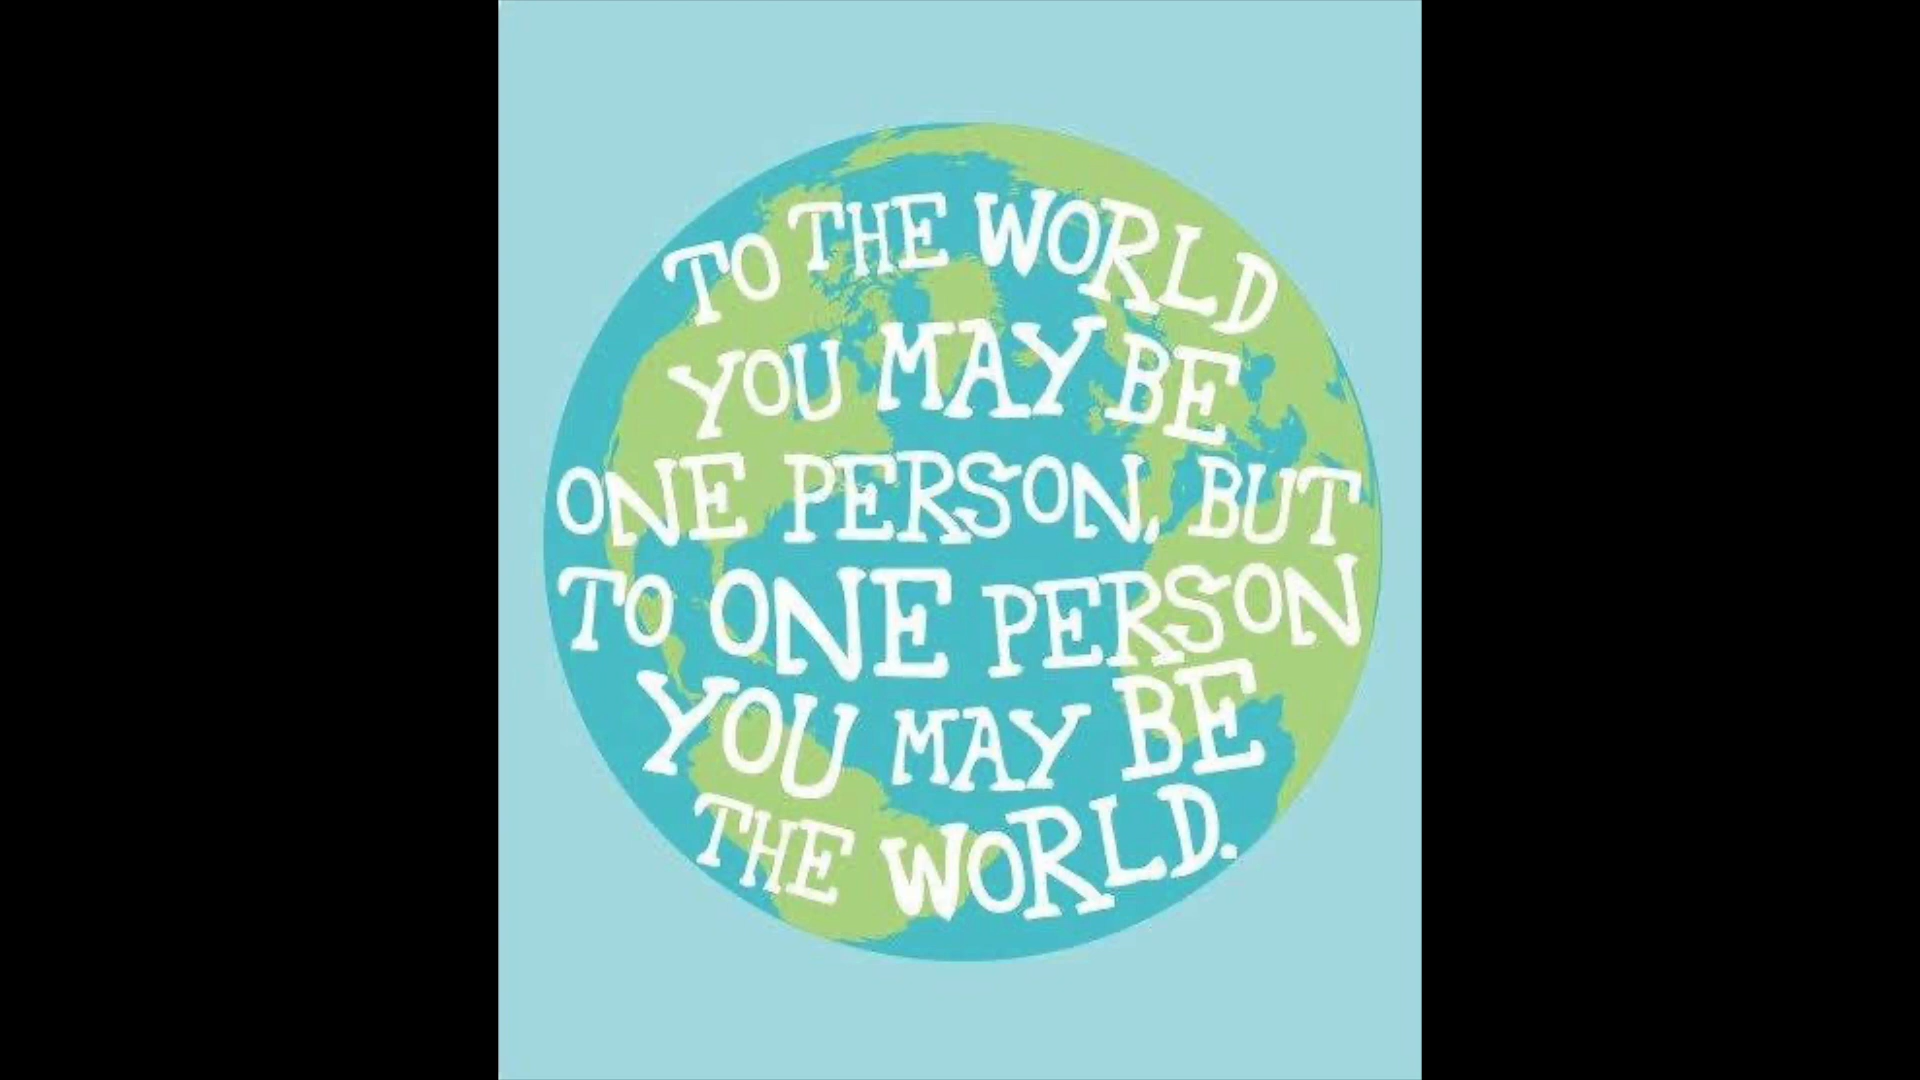 TO THE WORLD
YOU MAY BE
ONE PERSON, BUT
TO ONE PERSON
YOU MAY BE
THE WORLD.